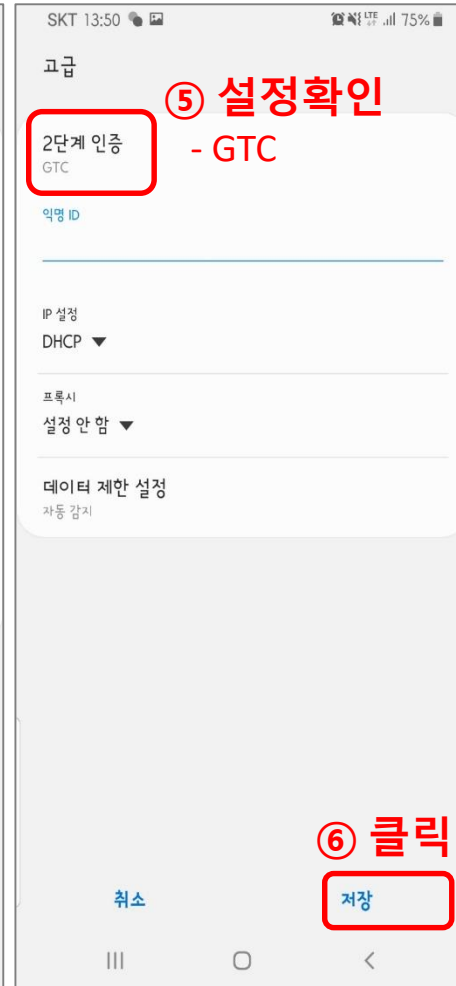 SKT 13:50 LTE 75%
고급
⑤ 설정확인
- GTC
2단계 인증
GTC
익명 ID
IP 설정
DHCP ▼
프록시
설정 안 함 ▼
데이터 제한 설정
자동 감지
⑥ 클릭
취소
저장